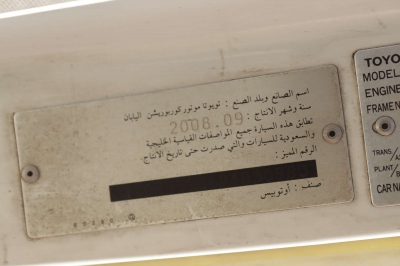 اسم الصانع وبلد الصنع : تويوتا موتور كوربوريشن اليابان
سنة وشهر الانتاج : 2008.09
تطابق هذه السيارة جميع المواصفات القياسية الخليجية
والسعودية للسيارات والتي صدرت حتى تاريخ الانتاج.
الرقم المميز :
صنف : أوتوبيس
TOYO
MODEL
ENGINE
FRAME N
TRANS/
PLANT/
CAR NA